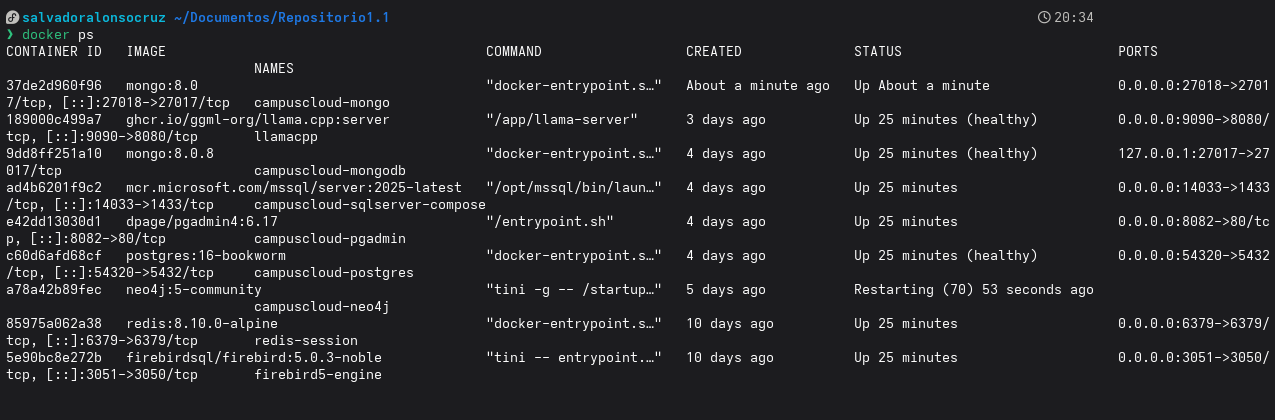 salvadoralonsocruz ~/Documentos/Repositorio1.1 20:34
❯ docker ps
CONTAINER ID   IMAGE                                        COMMAND                  CREATED              STATUS                           PORTS
                               NAMES
37de2d960f96   mongo:8.0                                    "docker-entrypoint.s…"   About a minute ago   Up About a minute                0.0.0.0:27018->2701
7/tcp, [::]:27018->27017/tcp   campuscloud-mongo
189000c499a7   ghcr.io/ggml-org/llama.cpp:server            "/app/llama-server"      3 days ago           Up 25 minutes (healthy)          0.0.0.0:9090->8080/
tcp, [::]:9090->8080/tcp       llamacpp
9dd8ff251a10   mongo:8.0.8                                  "docker-entrypoint.s…"   4 days ago           Up 25 minutes (healthy)          127.0.0.1:27017->27
017/tcp                        campuscloud-mongodb
ad4b6201f9c2   mcr.microsoft.com/mssql/server:2025-latest   "/opt/mssql/bin/laun…"   4 days ago           Up 25 minutes                    0.0.0.0:14033->1433
/tcp, [::]:14033->1433/tcp     campuscloud-sqlserver-compose
e42dd13030d1   dpage/pgadmin4:6.17                          "/entrypoint.sh"         4 days ago           Up 25 minutes                    0.0.0.0:8082->80/tc
p, [::]:8082->80/tcp           campuscloud-pgadmin
c60d6afd68cf   postgres:16-bookworm                         "docker-entrypoint.s…"   4 days ago           Up 25 minutes (healthy)          0.0.0.0:54320->5432
/tcp, [::]:54320->5432/tcp     campuscloud-postgres
a78a42b89fec   neo4j:5-community                            "tini -g -- /startup…"   5 days ago           Restarting (70) 53 seconds ago
                               campuscloud-neo4j
85975a062a38   redis:8.10.0-alpine                          "docker-entrypoint.s…"   10 days ago          Up 25 minutes                    0.0.0.0:6379->6379/
tcp, [::]:6379->6379/tcp       redis-session
5e90bc8e272b   firebirdsql/firebird:5.0.3-noble             "tini -- entrypoint.…"   10 days ago          Up 25 minutes                    0.0.0.0:3051->3050/
tcp, [::]:3051->3050/tcp       firebird5-engine